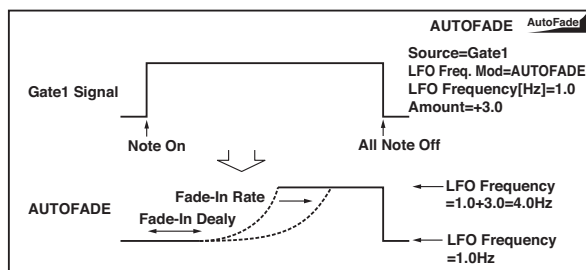 AUTOFADE AutoFade
Source=Gate1
LFO Freq. Mod=AUTOFADE
LFO Frequency[Hz]=1.0
Amount=+3.0
Gate1 Signal
Note On
All Note Off
AUTOFADE
Fade-In Rate
Fade-In Dealy
LFO Frequency
=1.0+3.0=4.0Hz
LFO Frequency
=1.0Hz